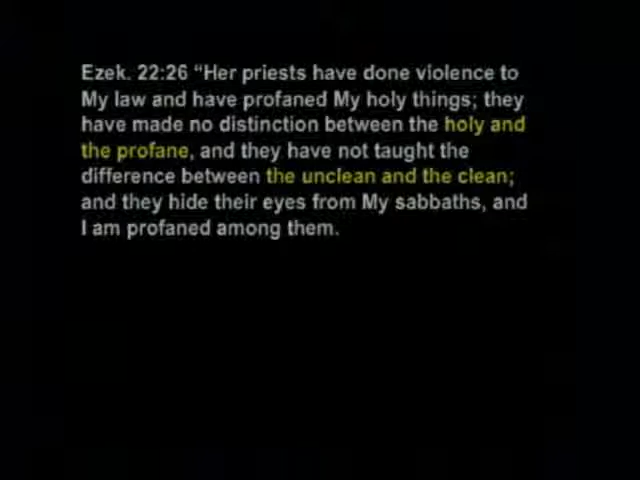 Ezek. 22:26 “Her priests have done violence to
My law and have profaned My holy things; they
have made no distinction between the holy and
the profane, and they have not taught the
difference between the unclean and the clean;
and they hide their eyes from My sabbaths, and
I am profaned among them.